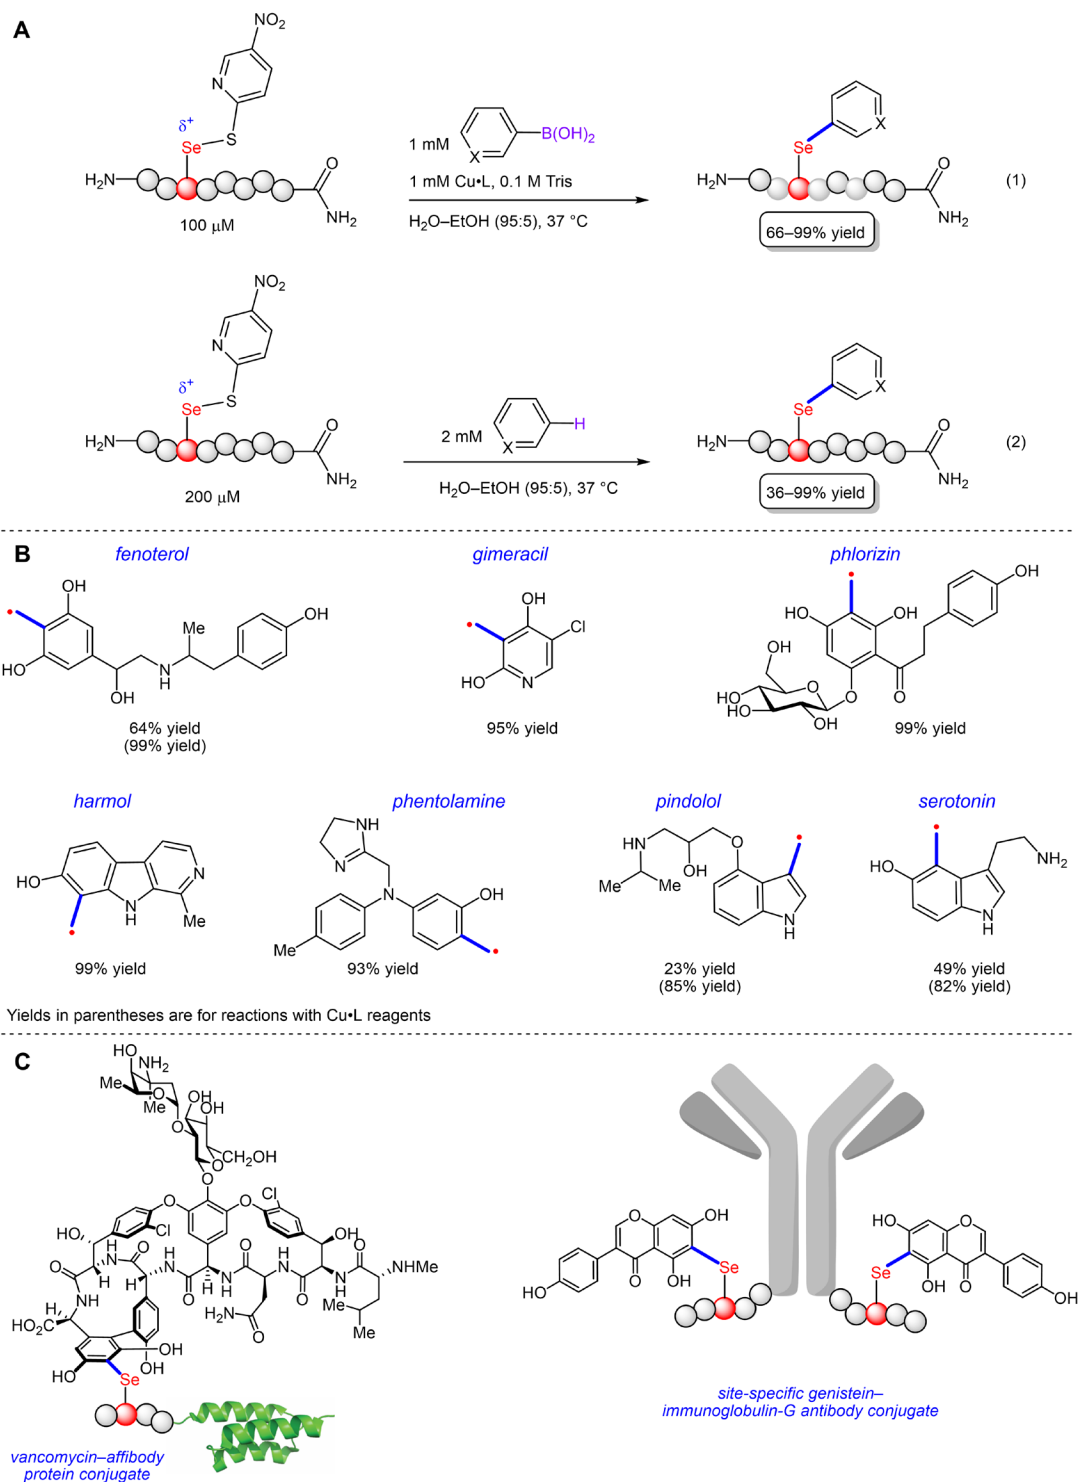 A
NO₂
N
δ⁺
Se
S
H₂N
O
NH₂
100 µM
1 mM
X
B(OH)₂
1 mM Cu•L, 0.1 M Tris
H₂O–EtOH (95:5), 37 °C
X
Se
H₂N
O
NH₂
66–99% yield
(1)
NO₂
N
δ⁺
Se
S
H₂N
O
NH₂
200 µM
2 mM
X
H
H₂O–EtOH (95:5), 37 °C
X
Se
H₂N
O
NH₂
36–99% yield
(2)
B
fenoterol
OH
HO
OH
N
H
Me
OH
64% yield
(99% yield)
gimeracil
OH
Cl
HO
N
95% yield
phlorizin
HO
OH
OH
O
O
OH
O
HO
HO
OH
99% yield
harmol
HO
N
H
N
Me
99% yield
phentolamine
NH
N
N
OH
Me
93% yield
pindolol
H
N
OH
O
Me
Me
N
H
23% yield
(85% yield)
serotonin
HO
NH₂
N
H
49% yield
(82% yield)
Yields in parentheses are for reactions with Cu•L reagents
C
HO
NH₂
Me
O
Me
OH
OH
O
O
CH₂OH
O
O
O
Cl
Cl
HO
OH
O
H
N
O
H
N
O
H
N
O
H
N
O
H
N
O
NHMe
H
H
H
NH
HO₂C
H
H₂N
O
Me
Me
HO
OH
OH
Se
vancomycin–affibody
protein conjugate
O
OH
O
OH
HO
Se
HO
O
OH
O
Se
OH
site-specific genistein–
immunoglobulin-G antibody conjugate